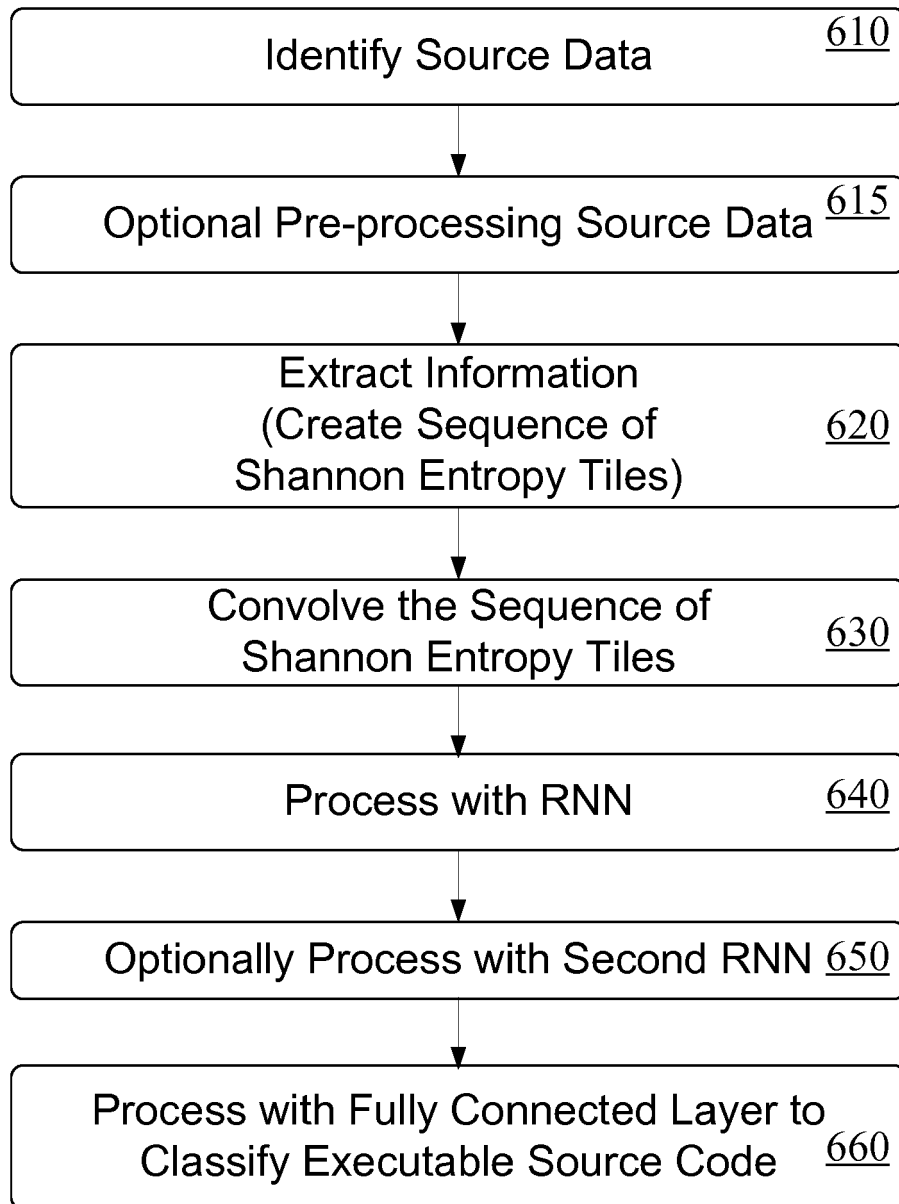 Identify Source Data 610
Optional Pre-processing Source Data 615
Extract Information
(Create Sequence of
Shannon Entropy Tiles) 620
Convolve the Sequence of
Shannon Entropy Tiles 630
Process with RNN 640
Optionally Process with Second RNN 650
Process with Fully Connected Layer to
Classify Executable Source Code 660